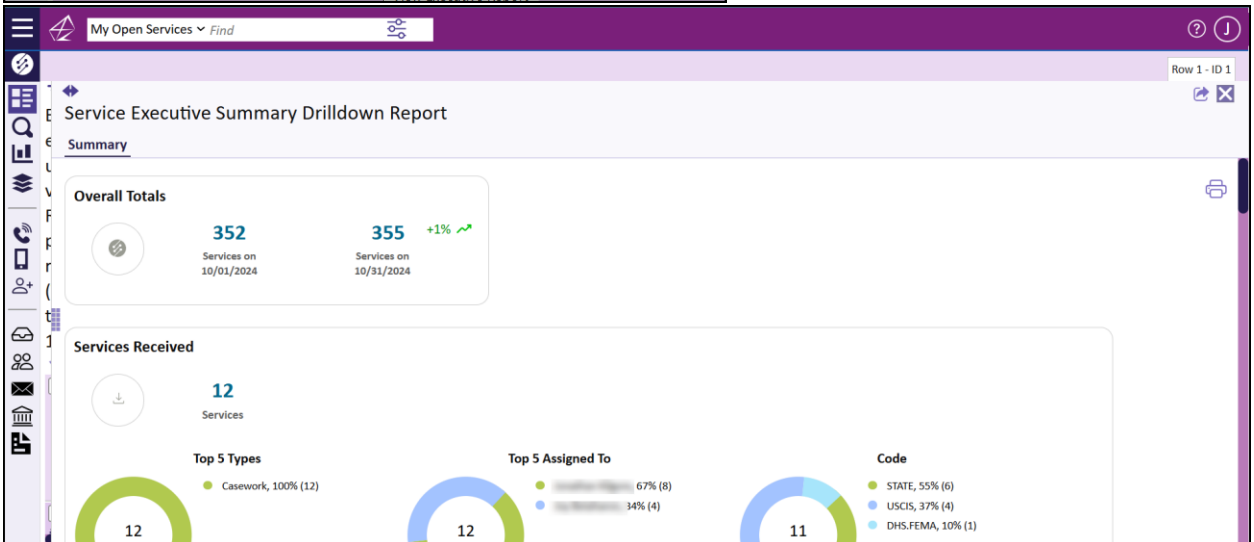 My Open Services Find
?
J
Row 1 - ID 1
Service Executive Summary Drilldown Report
Summary
Overall Totals
352
355
+1%
Services on
10/01/2024
Services on
10/31/2024
Services Received
12
Services
Top 5 Types
Casework, 100% (12)
12
Top 5 Assigned To
67% (8)
34% (4)
12
Code
STATE, 55% (6)
USCIS, 37% (4)
DHS.FEMA, 10% (1)
11